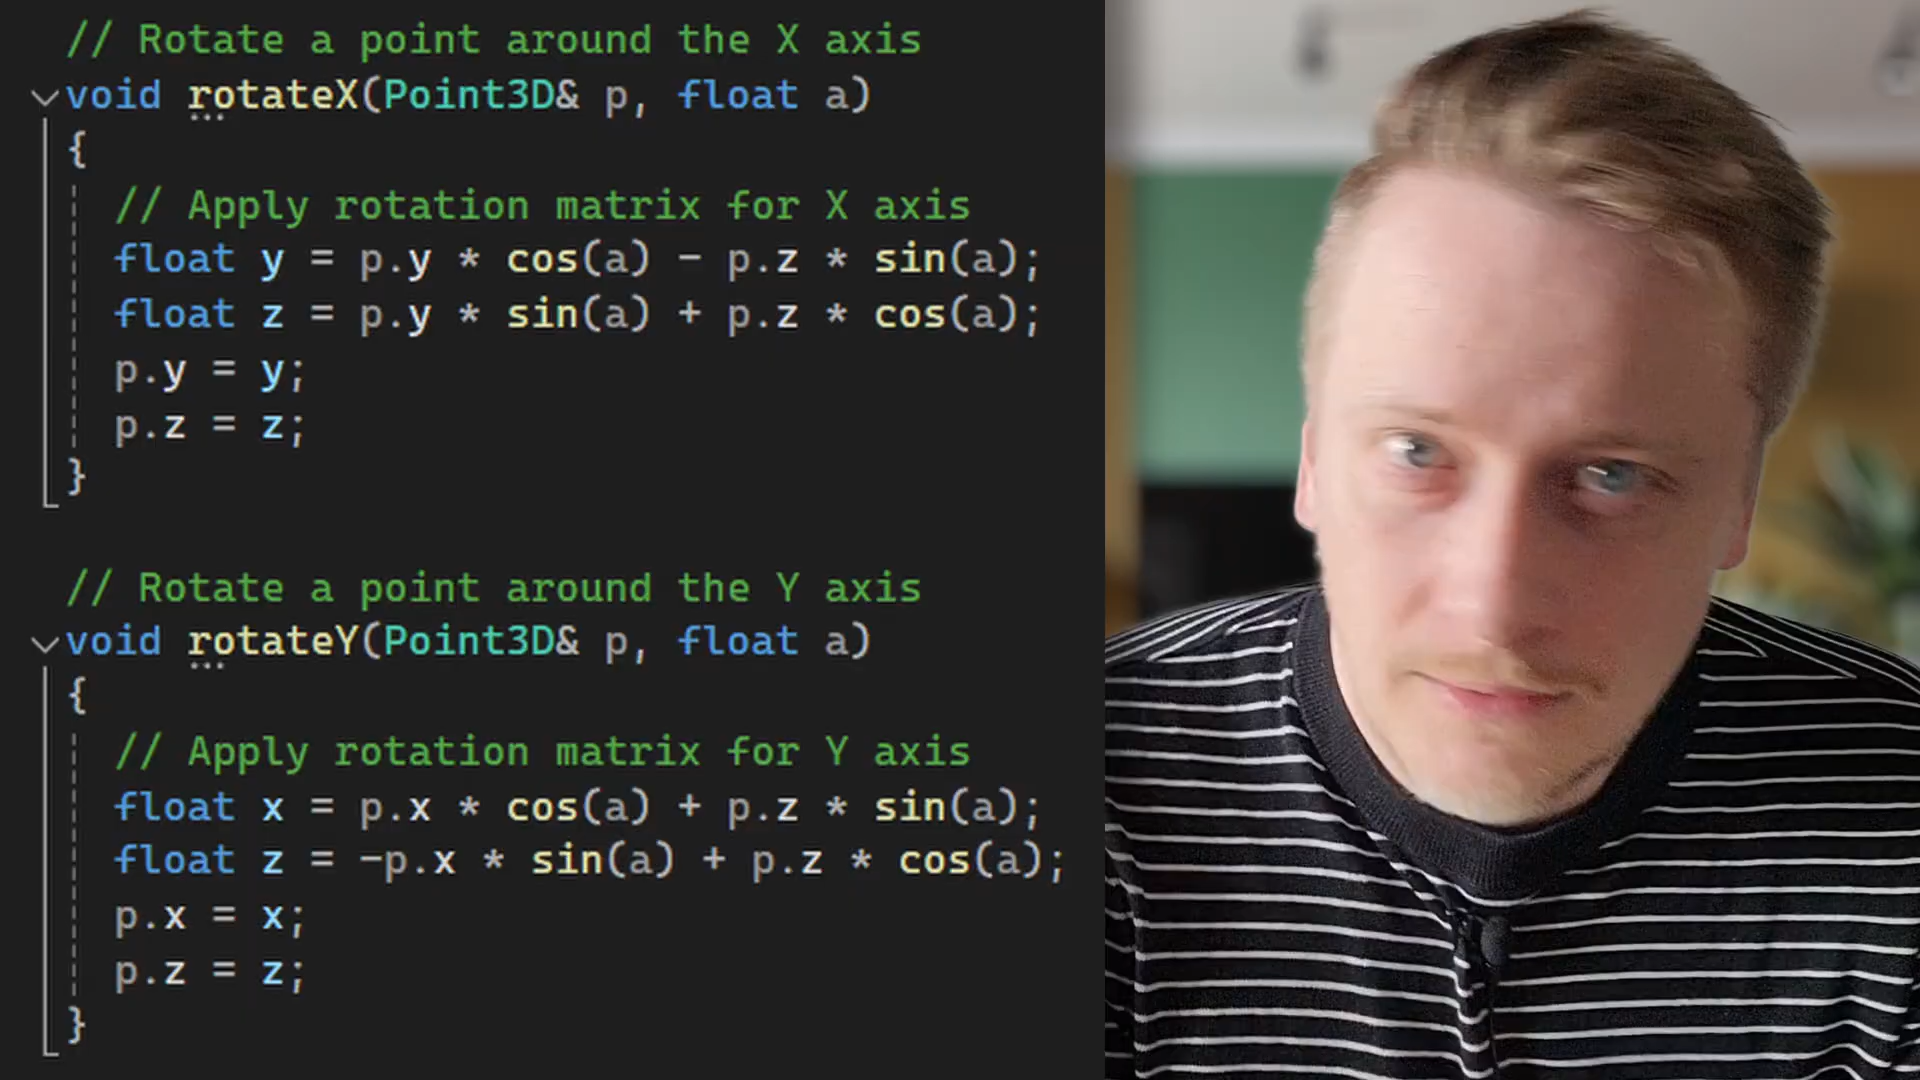 // Rotate a point around the X axis
void rotateX(Point3D& p, float a)
{
// Apply rotation matrix for X axis
float y = p.y * cos(a) - p.z * sin(a);
float z = p.y * sin(a) + p.z * cos(a);
p.y = y;
p.z = z;
}
// Rotate a point around the Y axis
void rotateY(Point3D& p, float a)
{
// Apply rotation matrix for Y axis
float x = p.x * cos(a) + p.z * sin(a);
float z = -p.x * sin(a) + p.z * cos(a);
p.x = x;
p.z = z;
}